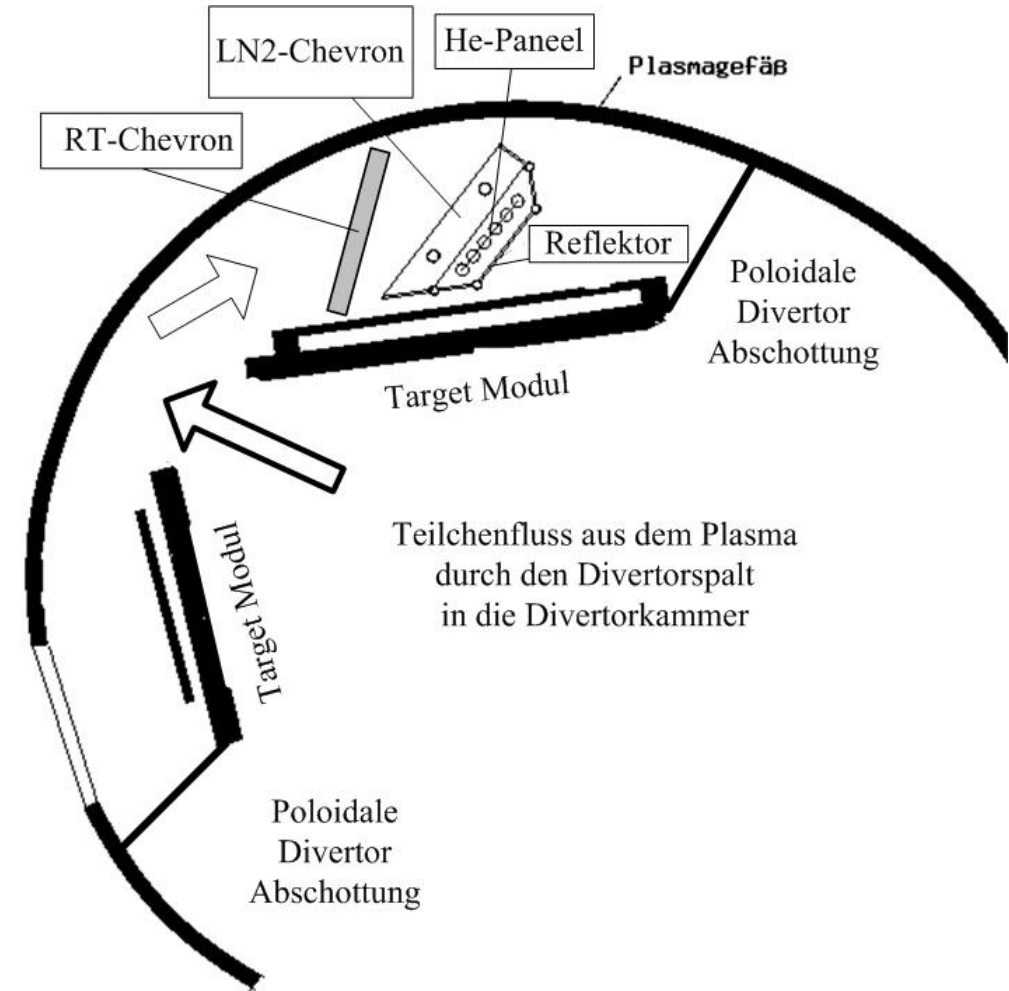 LN2-Chevron
He-Paneel
Plasmagefäß
RT-Chevron
Reflektor
Poloidale
Divertor
Abschottung
Target Modul
Teilchenfluss aus dem Plasma
durch den Divertorspalt
in die Divertorkammer
Target Modul
Poloidale
Divertor
Abschottung